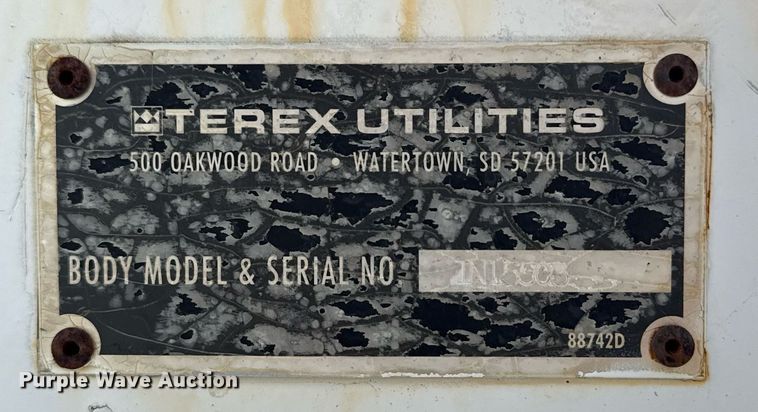 TEREX UTILITIES
500 OAKWOOD ROAD • WATERTOWN, SD 57201 USA
BODY MODEL & SERIAL NO.
88742D
Purple Wave Auction